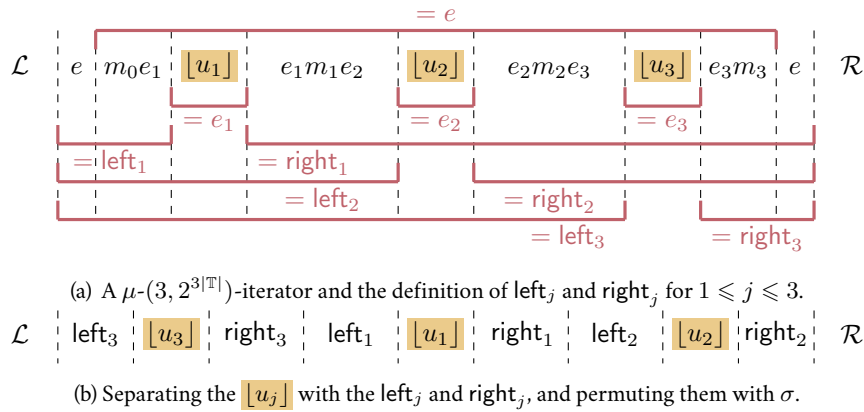 = e
ℒ e m₀e₁ ⌊u₁⌋ e₁m₁e₂ ⌊u₂⌋ e₂m₂e₃ ⌊u₃⌋ e₃m₃ e ℛ
= e₁ = e₂ = e₃
= left₁ = right₁
= left₂ = right₂
= left₃ = right₃
(a) A μ-(3, 2^{3|𝕋|})-iterator and the definition of left_j and right_j for 1 ⩽ j ⩽ 3.
ℒ left₃ ⌊u₃⌋ right₃ left₁ ⌊u₁⌋ right₁ left₂ ⌊u₂⌋ right₂ ℛ
(b) Separating the ⌊u_j⌋ with the left_j and right_j, and permuting them with σ.